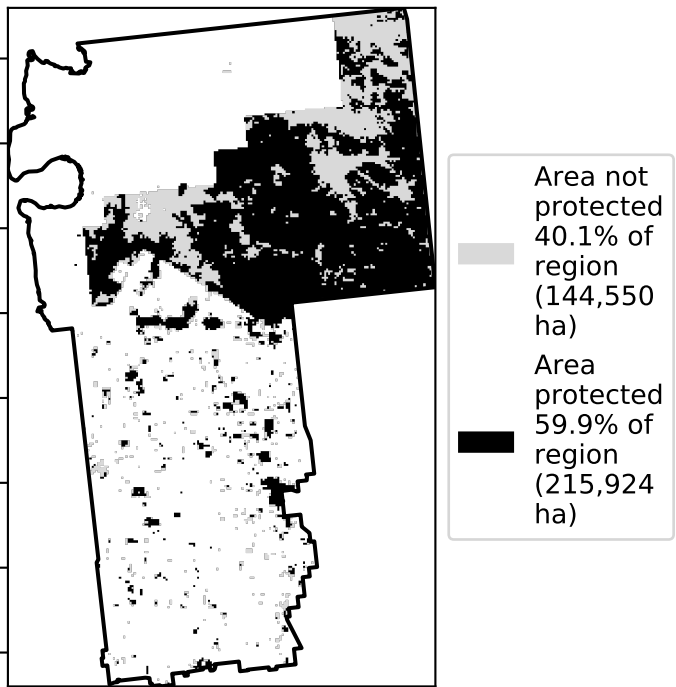 Area not
protected
40.1% of
region
(144,550
ha)
Area
protected
59.9% of
region
(215,924
ha)